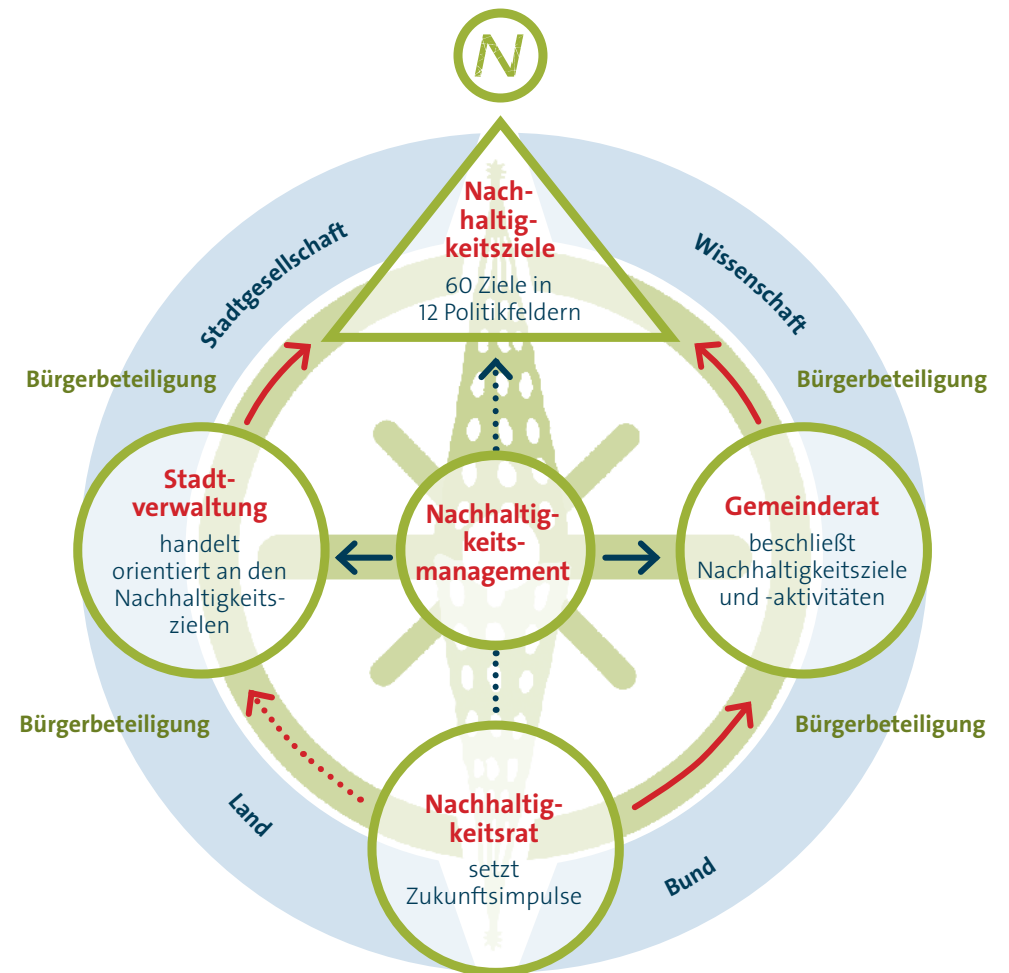 N
Nach-
haltig-
keitsziele
60 Ziele in
12 Politikfeldern
Stadtgesellschaft
Wissenschaft
Bürgerbeteiligung
Bürgerbeteiligung
Stadt-
verwaltung
handelt
orientiert an den
Nachhaltigkeits-
zielen
Nachhaltig-
keits-
management
Gemeinderat
beschließt
Nachhaltigkeitsziele
und -aktivitäten
Bürgerbeteiligung
Bürgerbeteiligung
Land
Nachhaltig-
keitsrat
setzt
Zukunftsimpulse
Bund